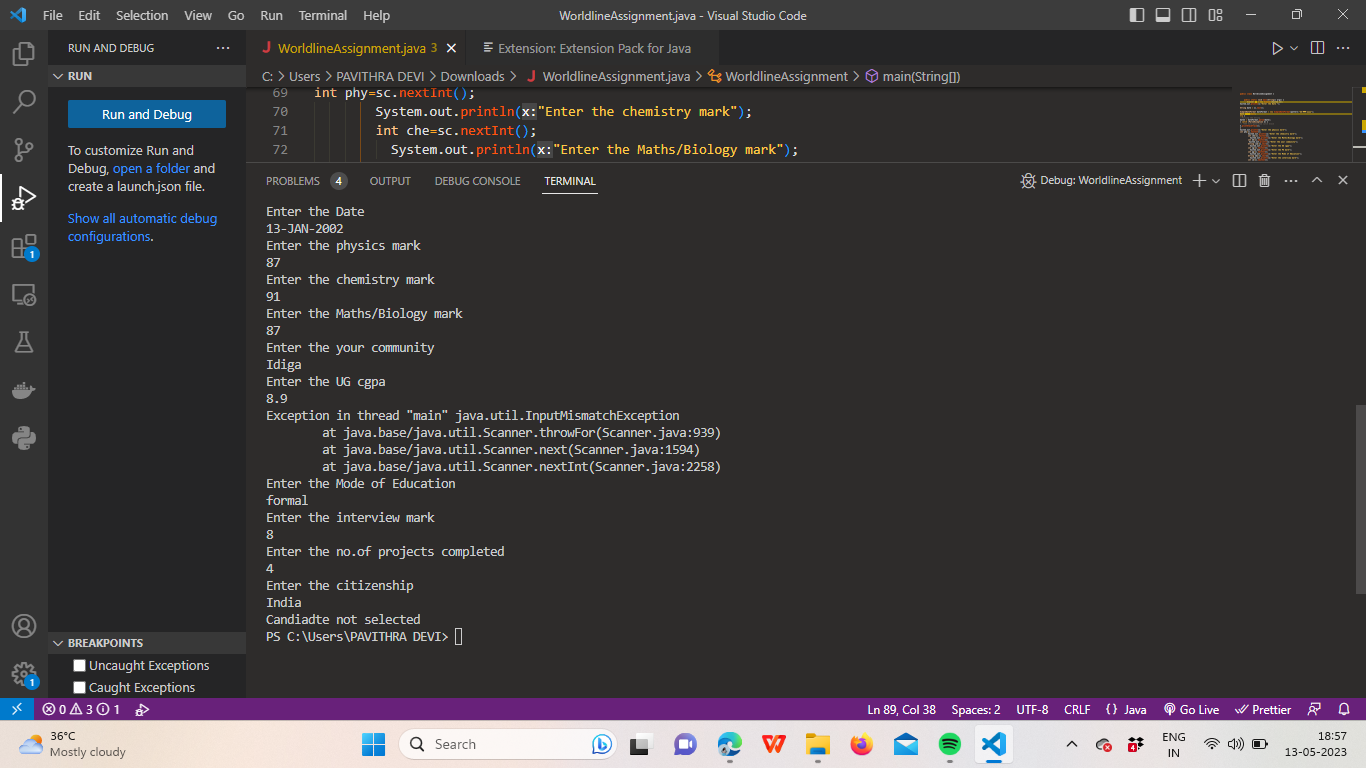 File Edit Selection View Go Run Terminal Help WorldlineAssignment.java - Visual Studio Code
RUN AND DEBUG ···
RUN
Run and Debug
To customize Run and
Debug, open a folder and
create a launch.json file.
Show all automatic debug
configurations.
BREAKPOINTS
Uncaught Exceptions
Caught Exceptions
1
1
J WorldlineAssignment.java 3 Extension: Extension Pack for Java
C: > Users > PAVITHRA DEVI > Downloads > J WorldlineAssignment.java > WorldlineAssignment > main(String[])
69 int phy=sc.nextInt();
70 System.out.println(x:"Enter the chemistry mark");
71 int che=sc.nextInt();
72 System.out.println(x:"Enter the Maths/Biology mark");
PROBLEMS 4 OUTPUT DEBUG CONSOLE TERMINAL Debug: WorldlineAssignment
Enter the Date
13-JAN-2002
Enter the physics mark
87
Enter the chemistry mark
91
Enter the Maths/Biology mark
87
Enter the your community
Idiga
Enter the UG cgpa
8.9
Exception in thread "main" java.util.InputMismatchException
at java.base/java.util.Scanner.throwFor(Scanner.java:939)
at java.base/java.util.Scanner.next(Scanner.java:1594)
at java.base/java.util.Scanner.nextInt(Scanner.java:2258)
Enter the Mode of Education
formal
Enter the interview mark
8
Enter the no.of projects completed
4
Enter the citizenship
India
Candiadte not selected
PS C:\Users\PAVITHRA DEVI>
0 3 1 Ln 89, Col 38 Spaces: 2 UTF-8 CRLF {} Java Go Live Prettier
36°C
Mostly cloudy
Search
W
4
ENG
IN
18:57
13-05-2023